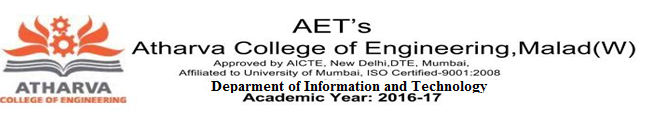 AET's
Atharva College of Engineering,Malad(W)
Approved by AICTE, New Delhi,DTE, Mumbai,
Affiliated to University of Mumbai, ISO Certified-9001:2008
Deparment of Information and Technology
Academic Year: 2016-17
ATHARVA
COLLEGE OF ENGINEERING